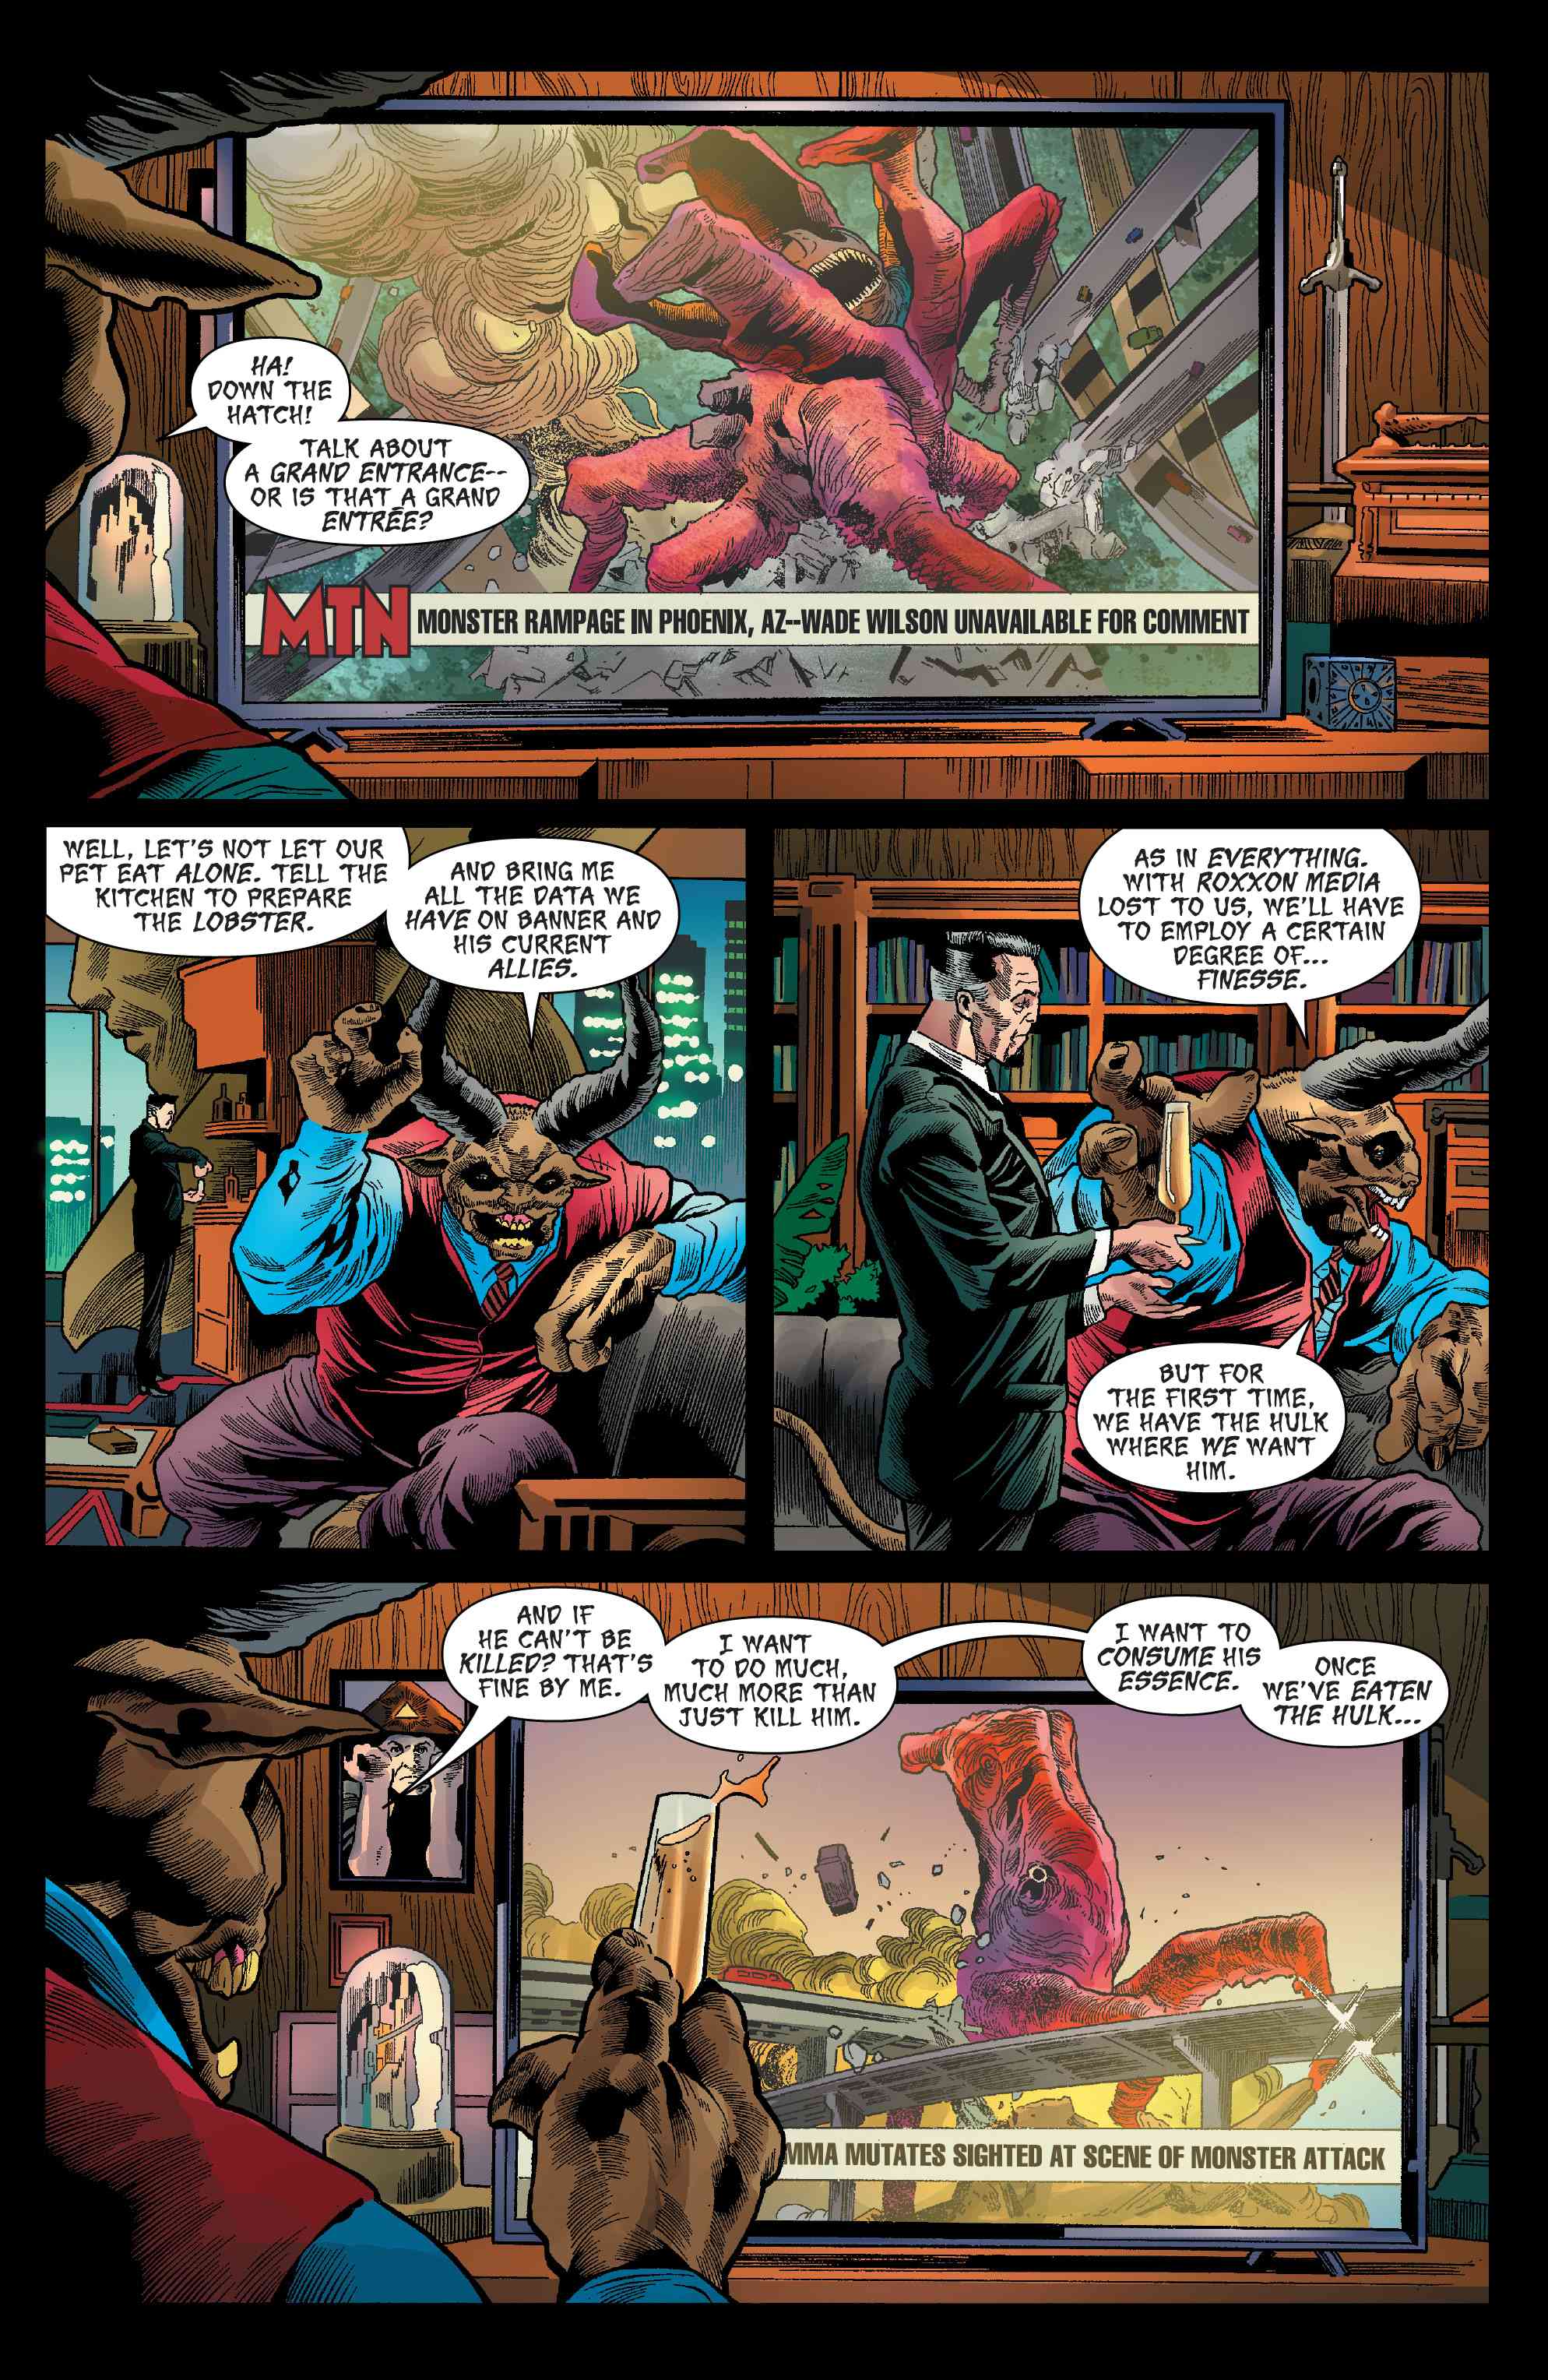 HA!
DOWN THE
HATCH!
TALK ABOUT
A GRAND ENTRANCE--
OR IS THAT A GRAND
ENTRÉE?
MTN MONSTER RAMPAGE IN PHOENIX, AZ--WADE WILSON UNAVAILABLE FOR COMMENT
WELL, LET'S NOT LET OUR
PET EAT ALONE. TELL THE
KITCHEN TO PREPARE
THE LOBSTER.
AND BRING ME
ALL THE DATA WE
HAVE ON BANNER AND
HIS CURRENT
ALLIES.
AS IN EVERYTHING.
WITH ROXXON MEDIA
LOST TO US, WE'LL HAVE
TO EMPLOY A CERTAIN
DEGREE OF...
FINESSE.
BUT FOR
THE FIRST TIME,
WE HAVE THE HULK
WHERE WE WANT
HIM.
AND IF
HE CAN'T BE
KILLED? THAT'S
FINE BY ME.
I WANT
TO DO MUCH,
MUCH MORE THAN
JUST KILL HIM.
I WANT TO
CONSUME HIS
ESSENCE.
ONCE
WE'VE EATEN
THE HULK...
MMA MUTATES SIGHTED AT SCENE OF MONSTER ATTACK